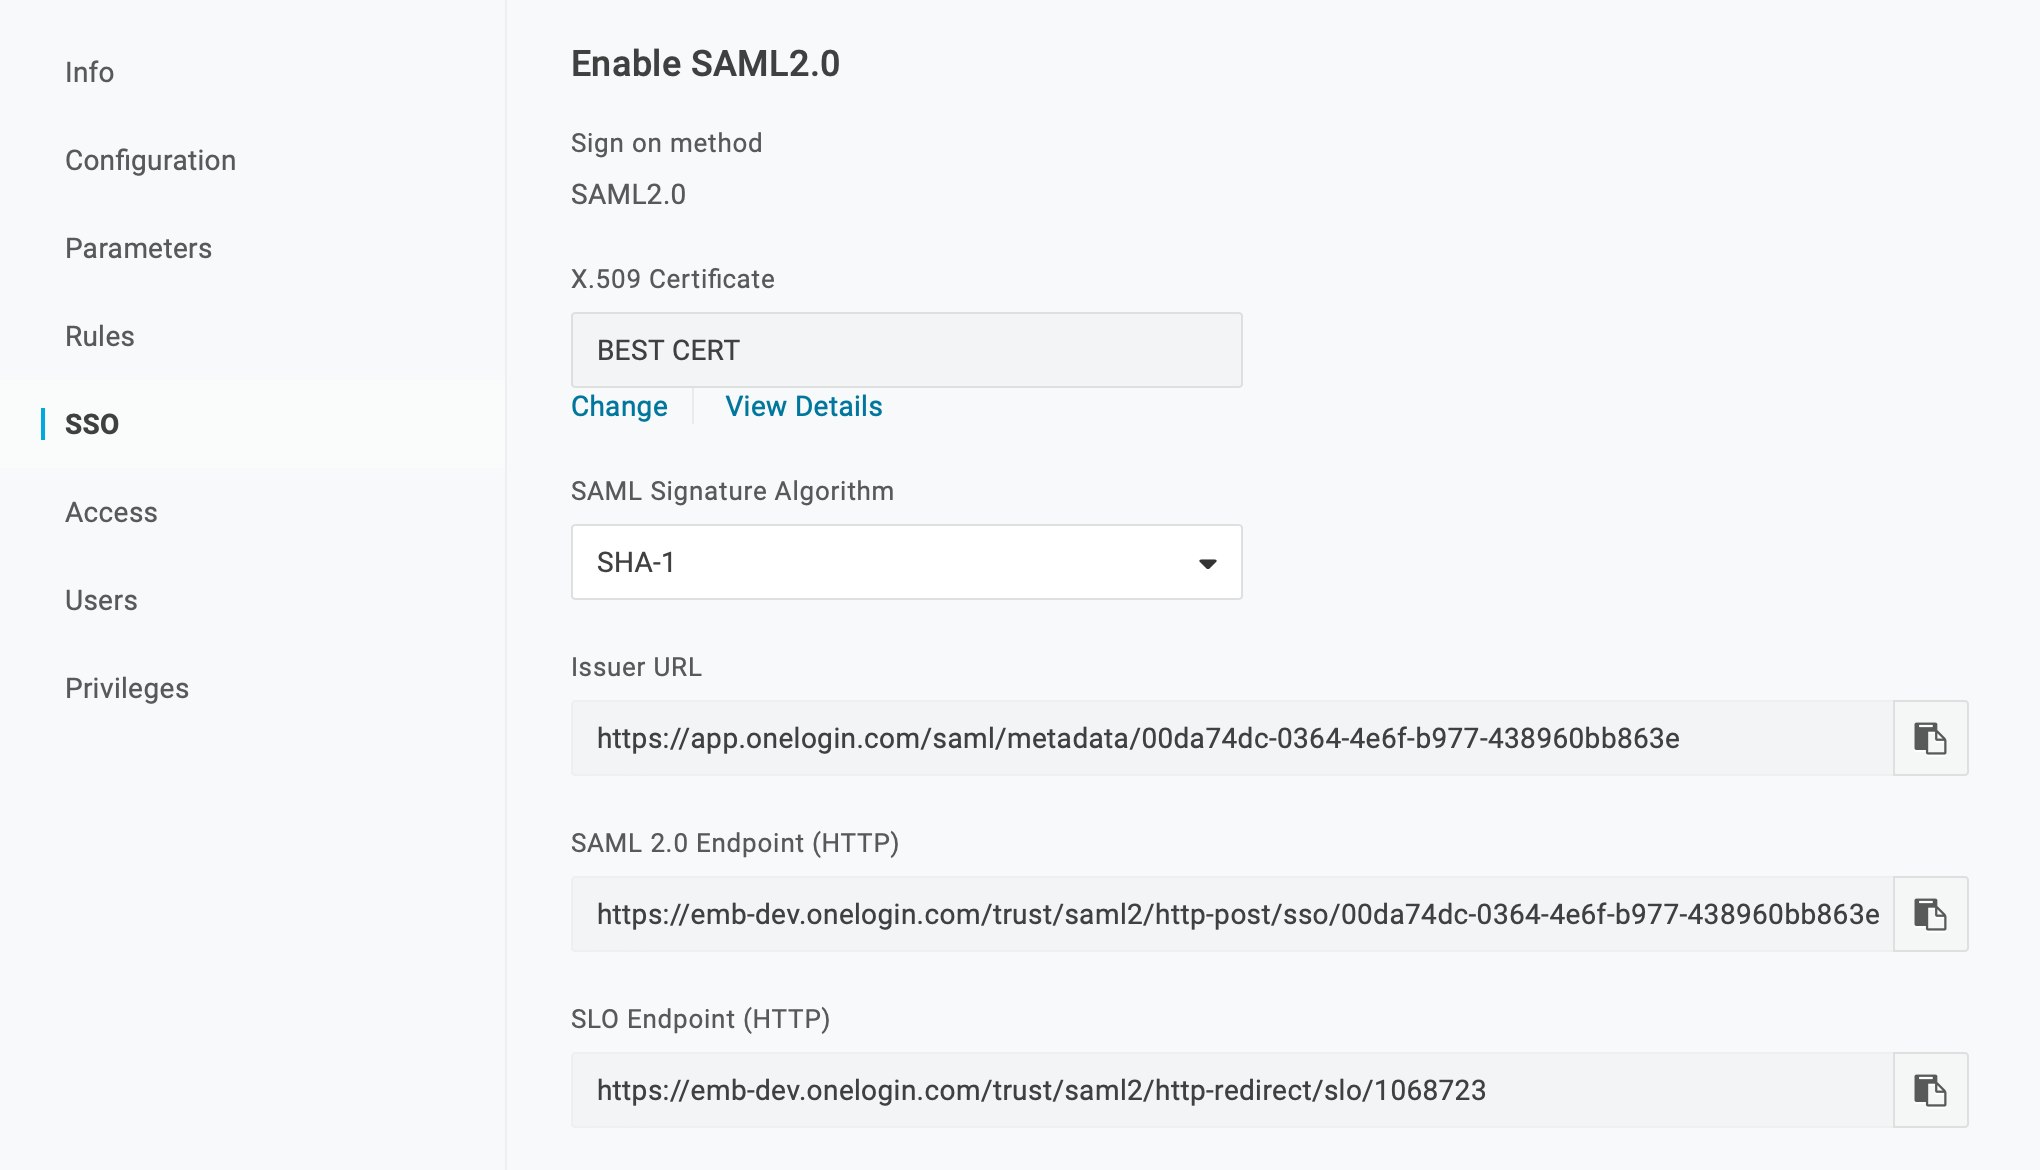 Info
Configuration
Parameters
Rules
SSO
Access
Users
Privileges
Enable SAML2.0
Sign on method
SAML2.0
X.509 Certificate
BEST CERT
Change View Details
SAML Signature Algorithm
SHA-1
Issuer URL
https://app.onelogin.com/saml/metadata/00da74dc-0364-4e6f-b977-438960bb863e
SAML 2.0 Endpoint (HTTP)
https://emb-dev.onelogin.com/trust/saml2/http-post/sso/00da74dc-0364-4e6f-b977-438960bb863e
SLO Endpoint (HTTP)
https://emb-dev.onelogin.com/trust/saml2/http-redirect/slo/1068723